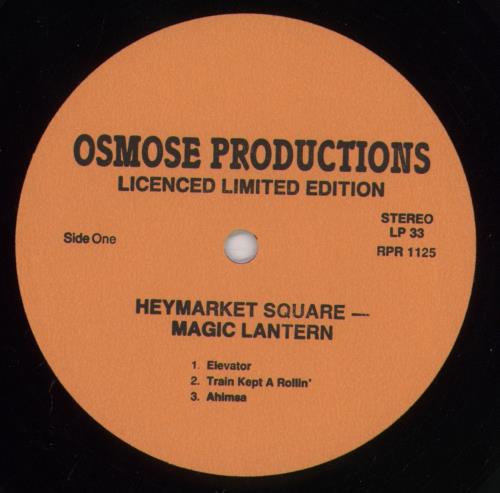 OSMOSE PRODUCTIONS
LICENCED LIMITED EDITION
Side One
STEREO
LP 33
RPR 1125
HEYMARKET SQUARE —
MAGIC LANTERN
1. Elevator
2. Train Kept A Rollin'
3. Ahimsa